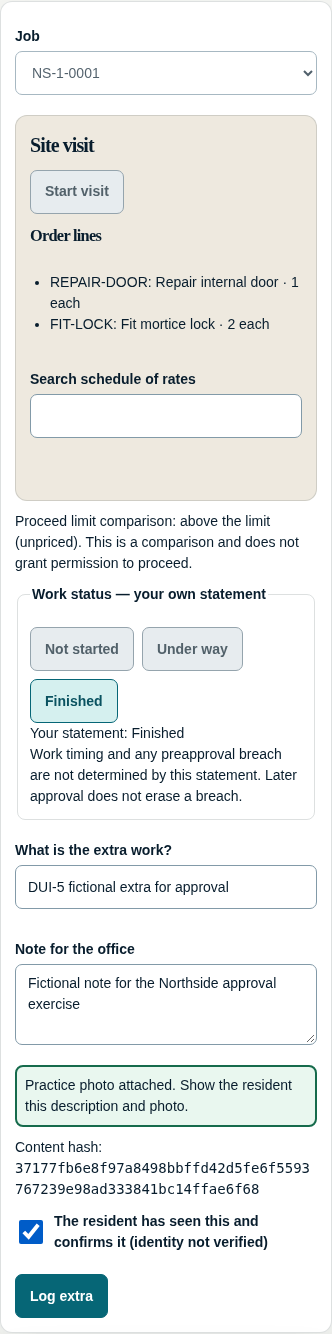 Job
NS-1-0001
Site visit
Start visit
Order lines
REPAIR-DOOR: Repair internal door · 1
each
FIT-LOCK: Fit mortice lock · 2 each
Search schedule of rates
Proceed limit comparison: above the limit
(unpriced). This is a comparison and does not
grant permission to proceed.
Work status — your own statement
Not started
Under way
Finished
Your statement: Finished
Work timing and any preapproval breach
are not determined by this statement. Later
approval does not erase a breach.
What is the extra work?
DUI-5 fictional extra for approval
Note for the office
Fictional note for the Northside approval
exercise
Practice photo attached. Show the resident
this description and photo.
Content hash:
37177fb6e8f97a8498bbffd42d5fe6f5593
767239e98ad333841bc14ffae6f68
The resident has seen this and
confirms it (identity not verified)
Log extra